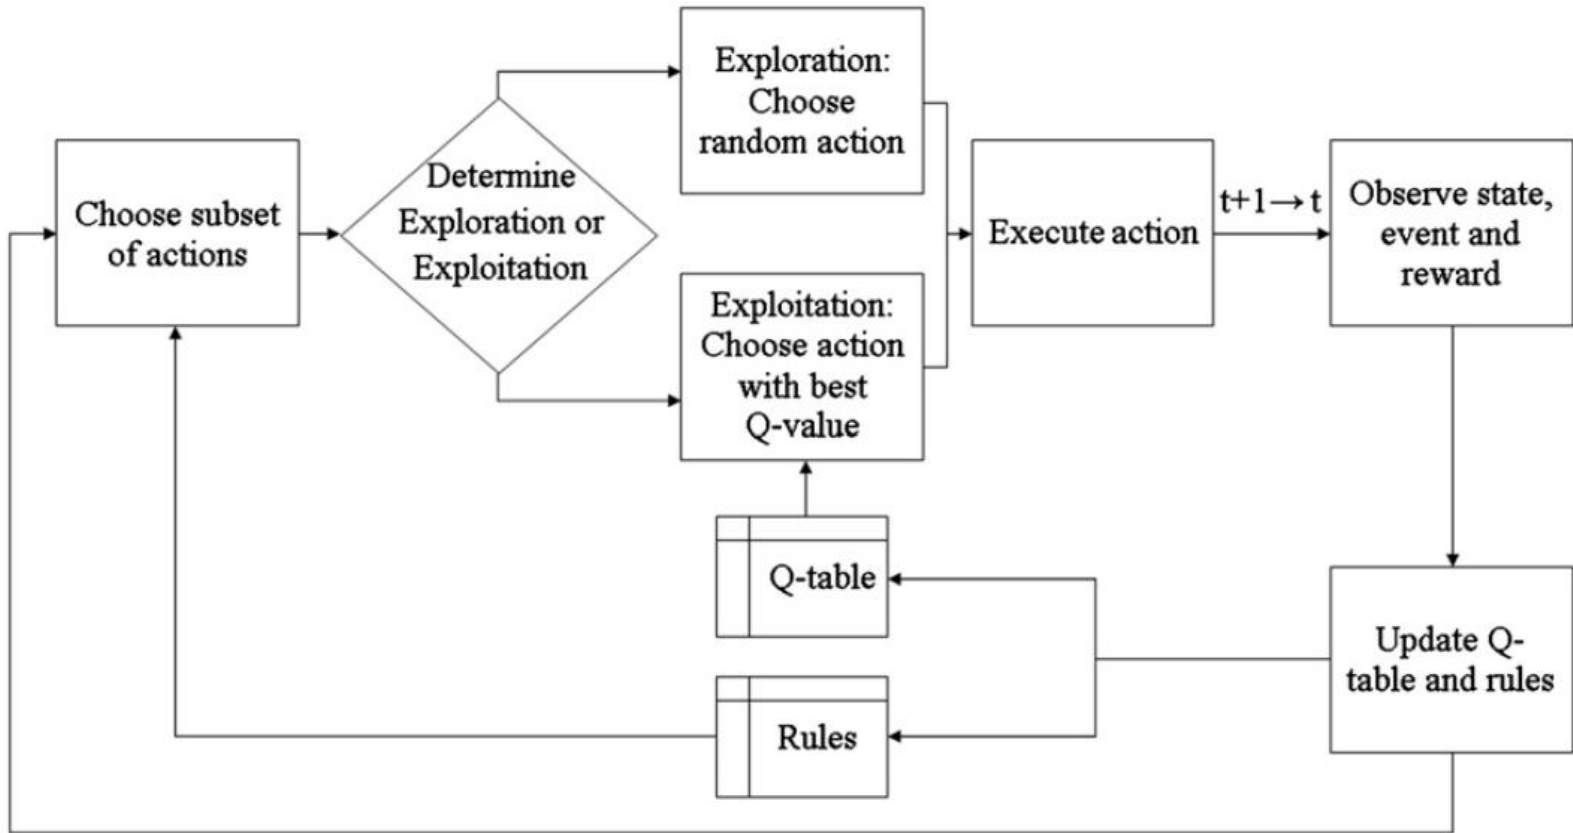 Exploration:
Choose
random action
Choose subset
of actions
Determine
Exploration or
Exploitation
Exploitation:
Choose action
with best
Q-value
Execute action
t+1→t
Observe state,
event and
reward
Q-table
Rules
Update Q-
table and rules